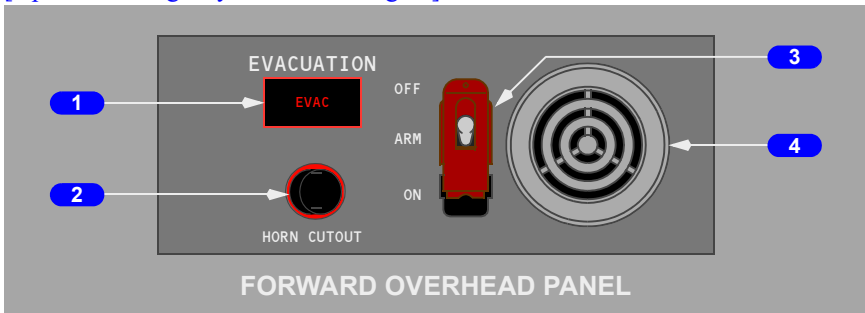 EVACUATION
1
EVAC
OFF
3
ARM
4
2
ON
HORN CUTOUT
FORWARD OVERHEAD PANEL